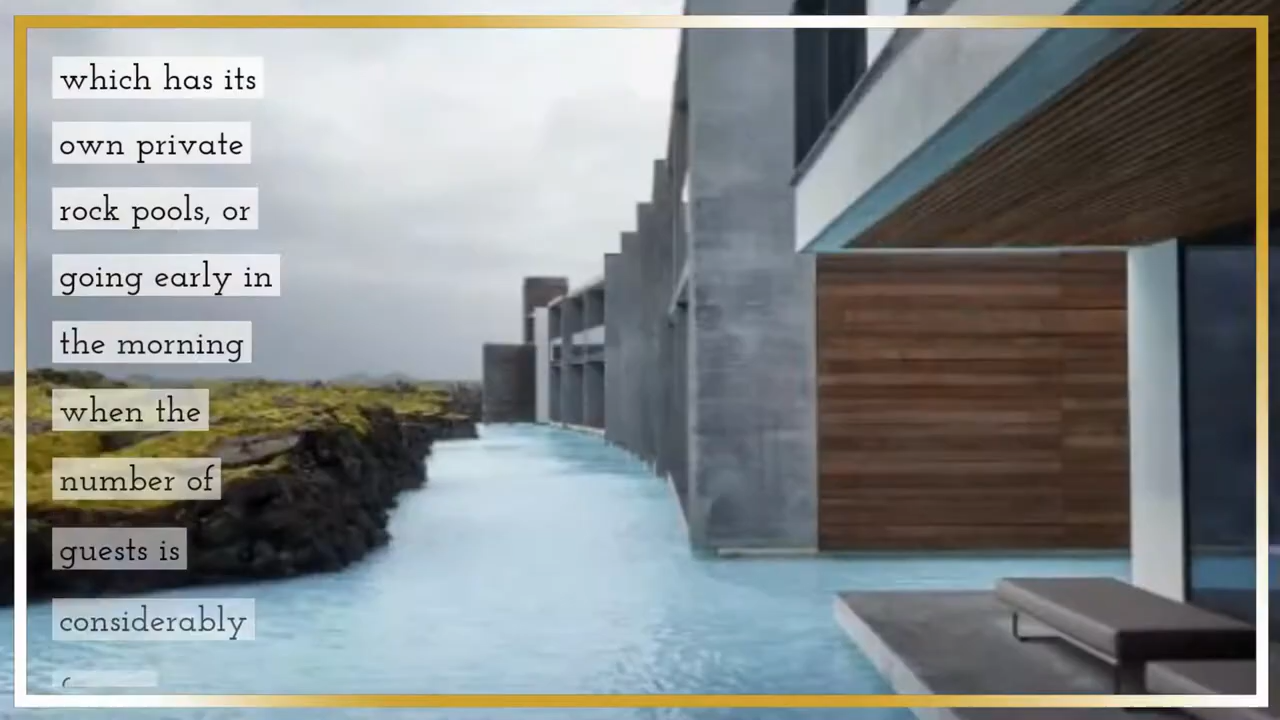 which has its
own private
rock pools, or
going early in
the morning
when the
number of
guests is
considerably